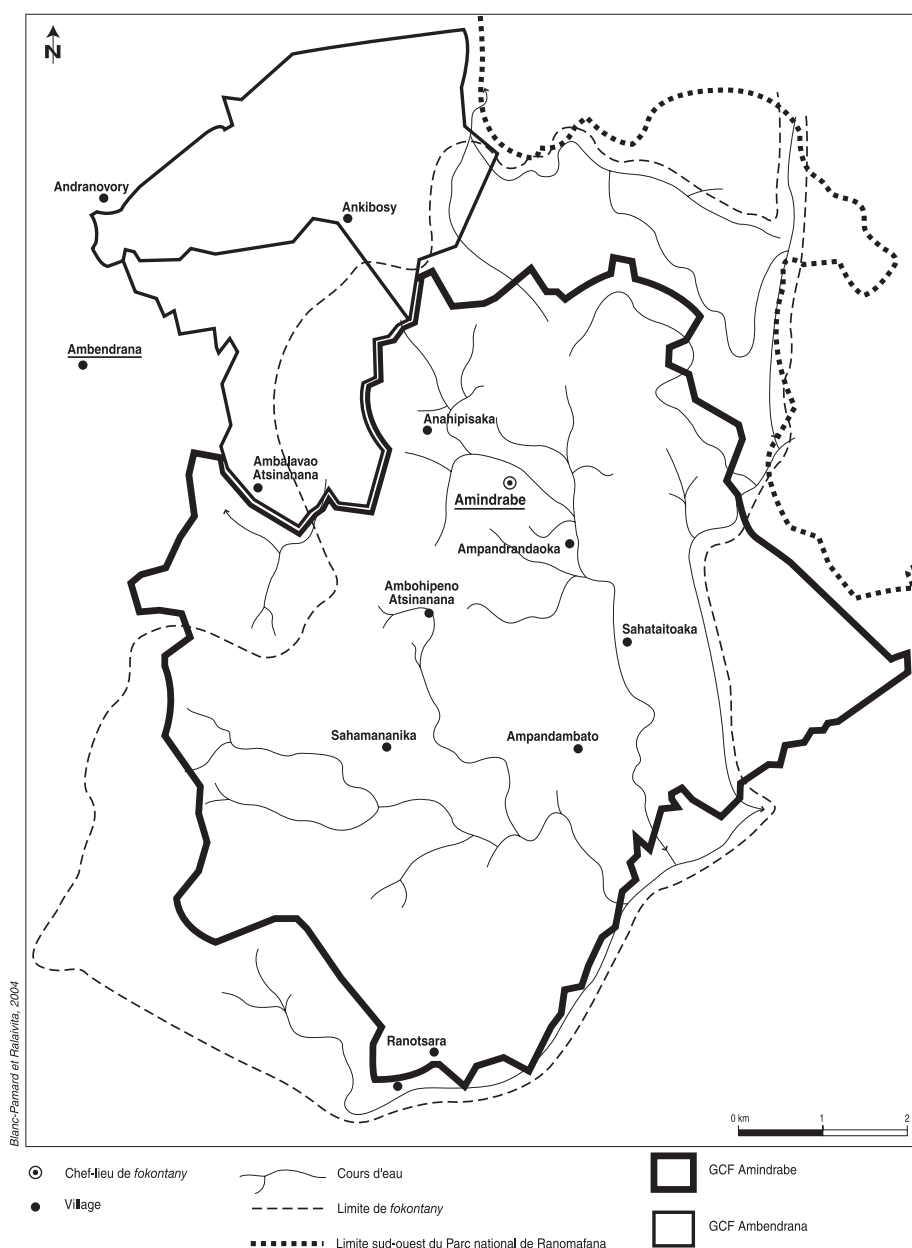 N
Andranovory
Ankibosy
Ambendrana
Anahipisaka
Ambalavao
Atsinanana
Amindrabe
Ampandrandaoka
Ambohipeno
Atsinanana
Sahataitoaka
Sahamananika
Ampandambato
Ranotsara
Blanc-Pamard et Ralaivita, 2004
0 km 1 2
Chef-lieu de fokontany
Village
Cours d'eau
Limite de fokontany
Limite sud-ouest du Parc national de Ranomafana
GCF Amindrabe
GCF Ambendrana